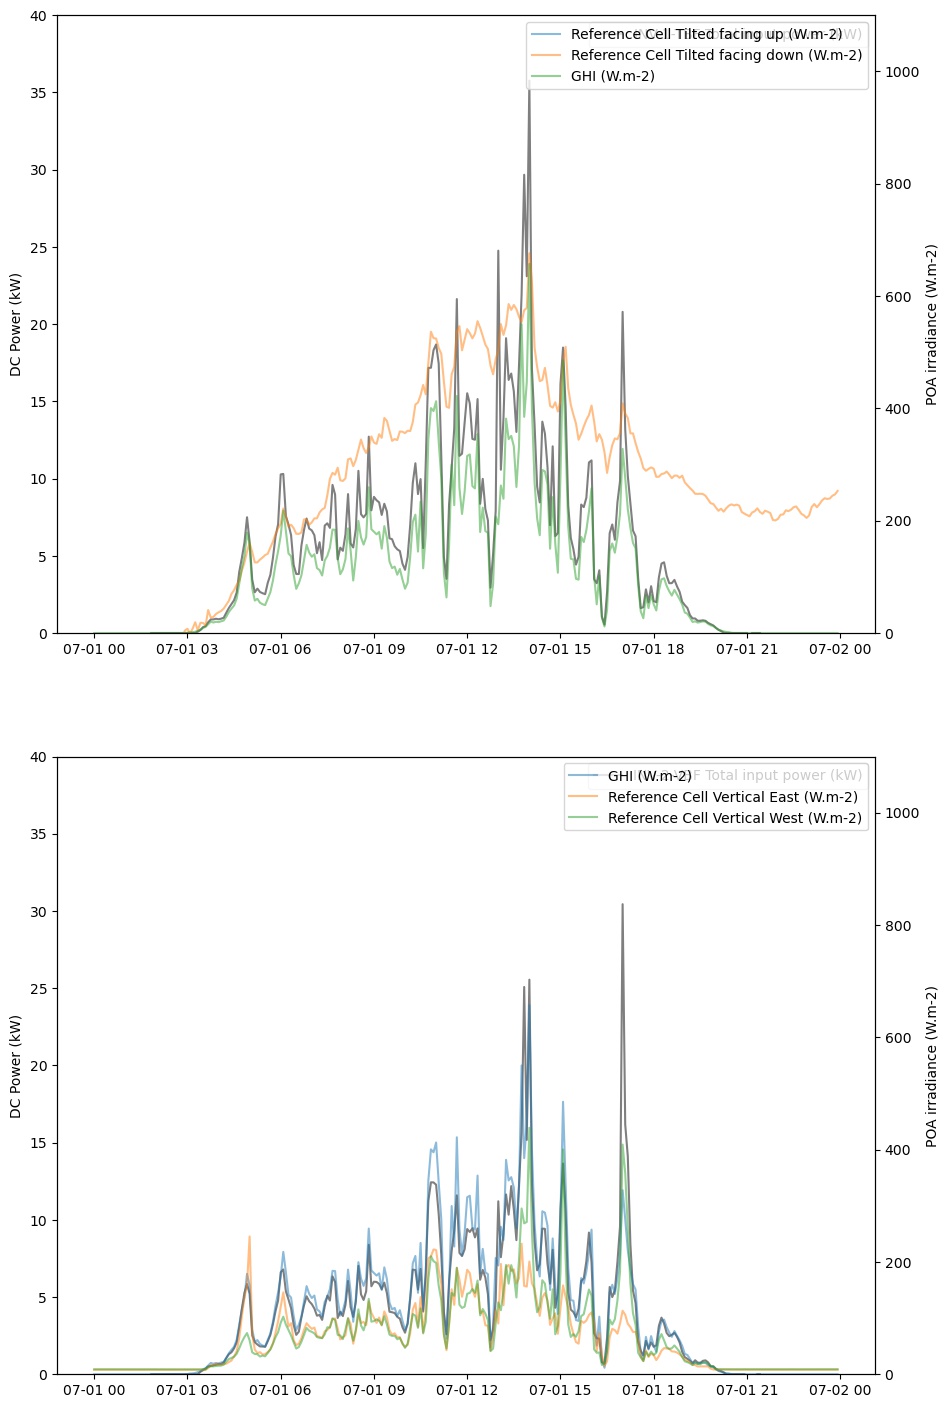 40
35
30
25
20
15
10
5
0
DC Power (kW)
Reference Cell Tilted facing up (W.m-2)
Reference Cell Tilted facing down (W.m-2)
GHI (W.m-2)
1000
800
600
400
200
0
POA irradiance (W.m-2)
07-01 00 07-01 03 07-01 06 07-01 09 07-01 12 07-01 15 07-01 18 07-01 21 07-02 00
40
35
30
25
20
15
10
5
0
DC Power (kW)
GHI (W.m-2) Total input power (kW)
Reference Cell Vertical East (W.m-2)
Reference Cell Vertical West (W.m-2)
1000
800
600
400
200
0
POA irradiance (W.m-2)
07-01 00 07-01 03 07-01 06 07-01 09 07-01 12 07-01 15 07-01 18 07-01 21 07-02 00